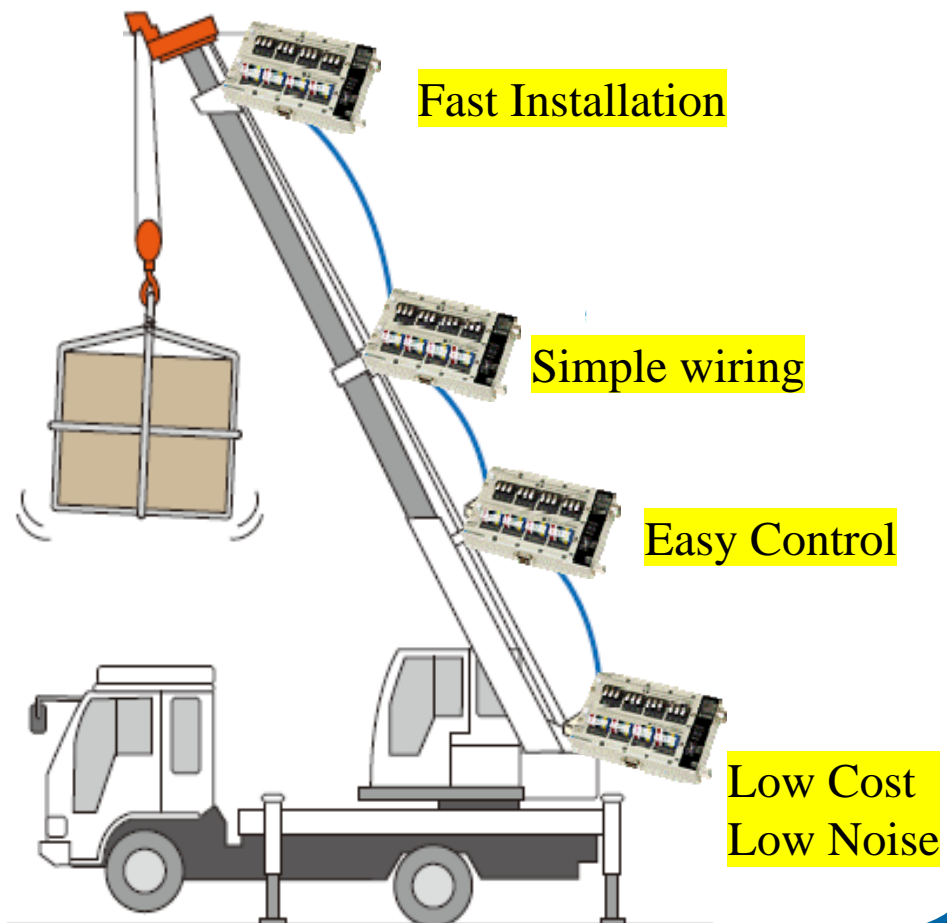 Fast Installation
Simple wiring
Easy Control
Low Cost
Low Noise